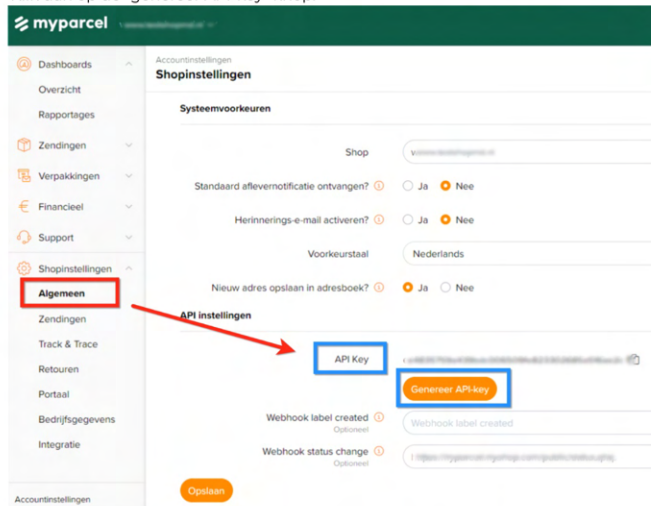 myparcel
Dashboards
Overzicht
Rapportages
Zendingen
Verpakkingen
Financieel
Support
Shopinstellingen
Algemeen
Zendingen
Track & Trace
Retouren
Portaal
Bedrijfsgegevens
Integratie
Accountinstellingen
Accountinstellingen
Shopinstellingen
Systeemvoorkeuren
Shop
Standaard aflevernotificatie ontvangen? Ja Nee
Herinnerings-e-mail activeren? Ja Nee
Voorkeurstaal Nederlands
Nieuw adres opslaan in adresboek? Ja Nee
API instellingen
API Key
Genereer API-key
Webhook label created Webhook label created
Optioneel
Webhook status change
Optioneel
Opslaan